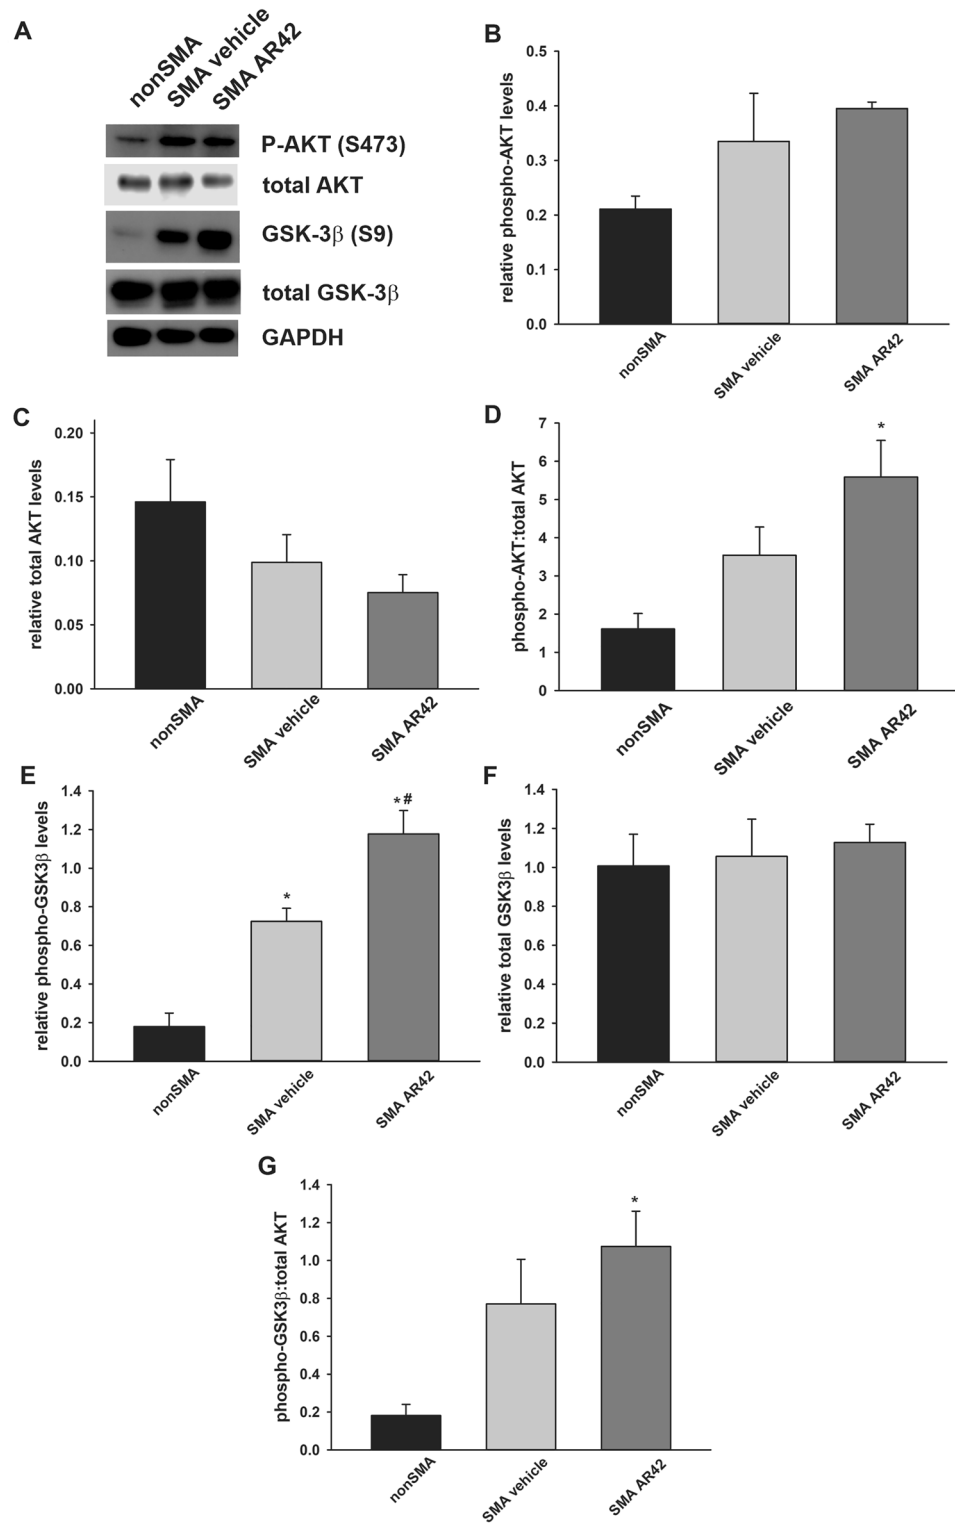 A
nonSMA
SMA vehicle
SMA AR42
P-AKT (S473)
total AKT
GSK-3β (S9)
total GSK-3β
GAPDH
B
relative phospho-AKT levels
0.5
0.4
0.3
0.2
0.1
0.0
nonSMA
SMA vehicle
SMA AR42
C
relative total AKT levels
0.20
0.15
0.10
0.05
0.00
nonSMA
SMA vehicle
SMA AR42
D
phospho-AKT:total AKT
7
6
5
4
3
2
1
0
*
nonSMA
SMA vehicle
SMA AR42
E
relative phospho-GSK3β levels
1.4
1.2
1.0
0.8
0.6
0.4
0.2
0.0
*
*#
nonSMA
SMA vehicle
SMA AR42
F
relative total GSK3β levels
1.4
1.2
1.0
0.8
0.6
0.4
0.2
0.0
nonSMA
SMA vehicle
SMA AR42
G
phospho-GSK3β:total AKT
1.4
1.2
1.0
0.8
0.6
0.4
0.2
0.0
*
nonSMA
SMA vehicle
SMA AR42